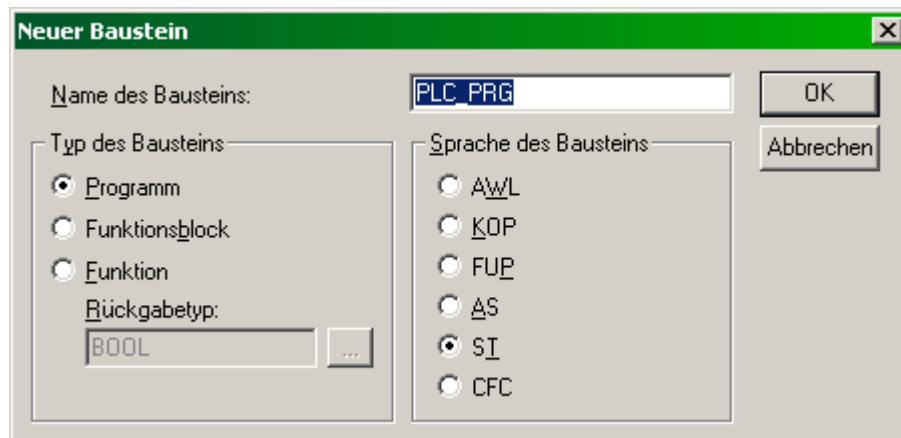 Neuer Baustein
Name des Bausteins:
PLC_PRG
OK
Abbrechen
Typ des Bausteins
Programm
Funktionsblock
Funktion
Rückgabetyp:
BOOL
...
Sprache des Bausteins
AWL
KOP
FUP
AS
ST
CFC